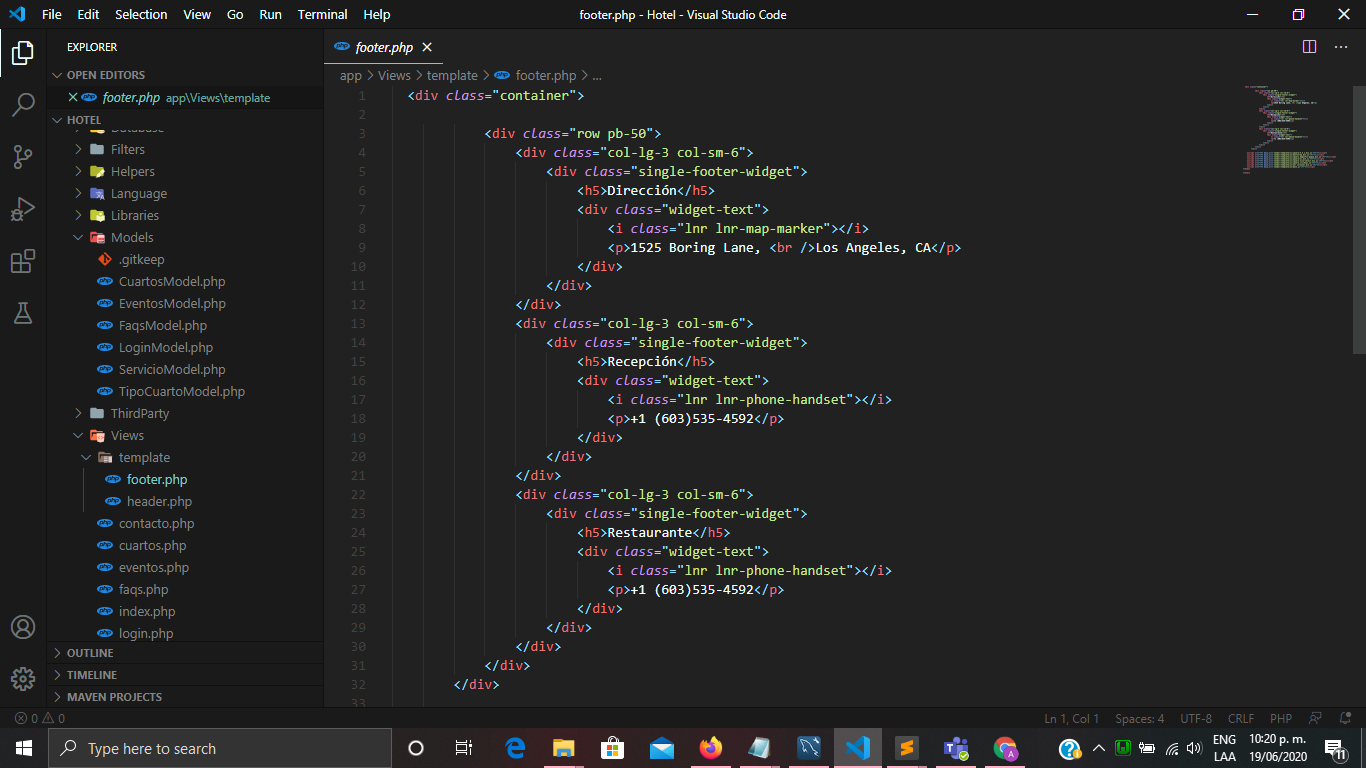 File Edit Selection View Go Run Terminal Help footer.php - Hotel - Visual Studio Code
EXPLORER
OPEN EDITORS
footer.php app\Views\template
HOTEL
Database
Filters
Helpers
Language
Libraries
Models
.gitkeep
CuartosModel.php
EventosModel.php
FaqsModel.php
LoginModel.php
ServicioModel.php
TipoCuartoModel.php
ThirdParty
Views
template
footer.php
header.php
contacto.php
cuartos.php
eventos.php
faqs.php
index.php
login.php
OUTLINE
TIMELINE
MAVEN PROJECTS
footer.php
app > Views > template > footer.php > ...
1 <div class="container">
2
3 <div class="row pb-50">
4 <div class="col-lg-3 col-sm-6">
5 <div class="single-footer-widget">
6 <h5>Dirección</h5>
7 <div class="widget-text">
8 <i class="lnr lnr-map-marker"></i>
9 <p>1525 Boring Lane, <br />Los Angeles, CA</p>
10 </div>
11 </div>
12 </div>
13 <div class="col-lg-3 col-sm-6">
14 <div class="single-footer-widget">
15 <h5>Recepción</h5>
16 <div class="widget-text">
17 <i class="lnr lnr-phone-handset"></i>
18 <p>+1 (603)535-4592</p>
19 </div>
20 </div>
21 </div>
22 <div class="col-lg-3 col-sm-6">
23 <div class="single-footer-widget">
24 <h5>Restaurante</h5>
25 <div class="widget-text">
26 <i class="lnr lnr-phone-handset"></i>
27 <p>+1 (603)535-4592</p>
28 </div>
29 </div>
30 </div>
31 </div>
32 </div>
33
0 0 Ln 1, Col 1 Spaces: 4 UTF-8 CRLF PHP
Type here to search
ENG 10:20 p. m.
LAA 19/06/2020
11